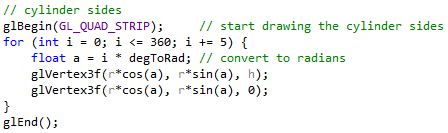 // cylinder sides
glBegin(GL_QUAD_STRIP);     // start drawing the cylinder sides
for (int i = 0; i <= 360; i += 5) {
    float a = i * degToRad; // convert to radians
    glVertex3f(r*cos(a), r*sin(a), h);
    glVertex3f(r*cos(a), r*sin(a), 0);
}
glEnd();